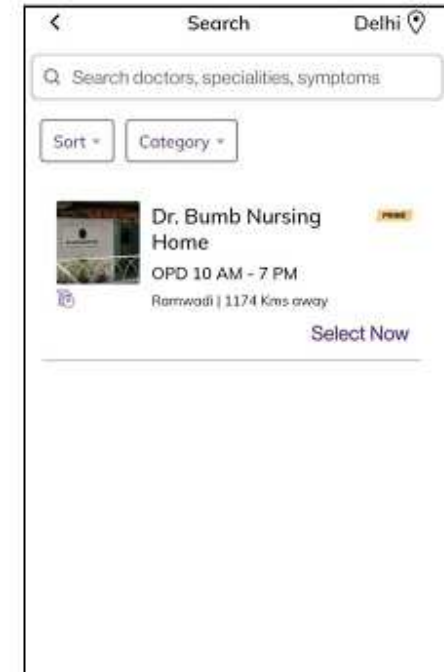 Search
Delhi
Search doctors, specialities, symptoms
Sort
Category
Dr. Bumb Nursing
Home
PRIME
OPD 10 AM - 7 PM
Ramwadi | 1174 Kms away
Select Now